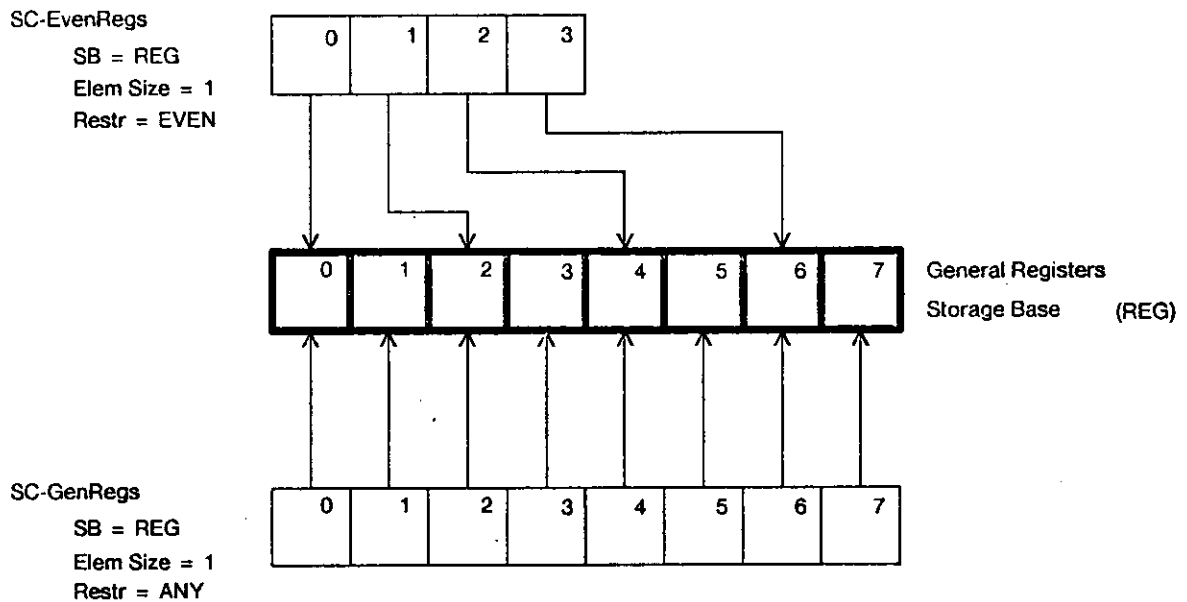 SC-EvenRegs
SB = REG
Elem Size = 1
Restr = EVEN
0 1 2 3
0 1 2 3 4 5 6 7
General Registers
Storage Base (REG)
SC-GenRegs
SB = REG
Elem Size = 1
Restr = ANY
0 1 2 3 4 5 6 7